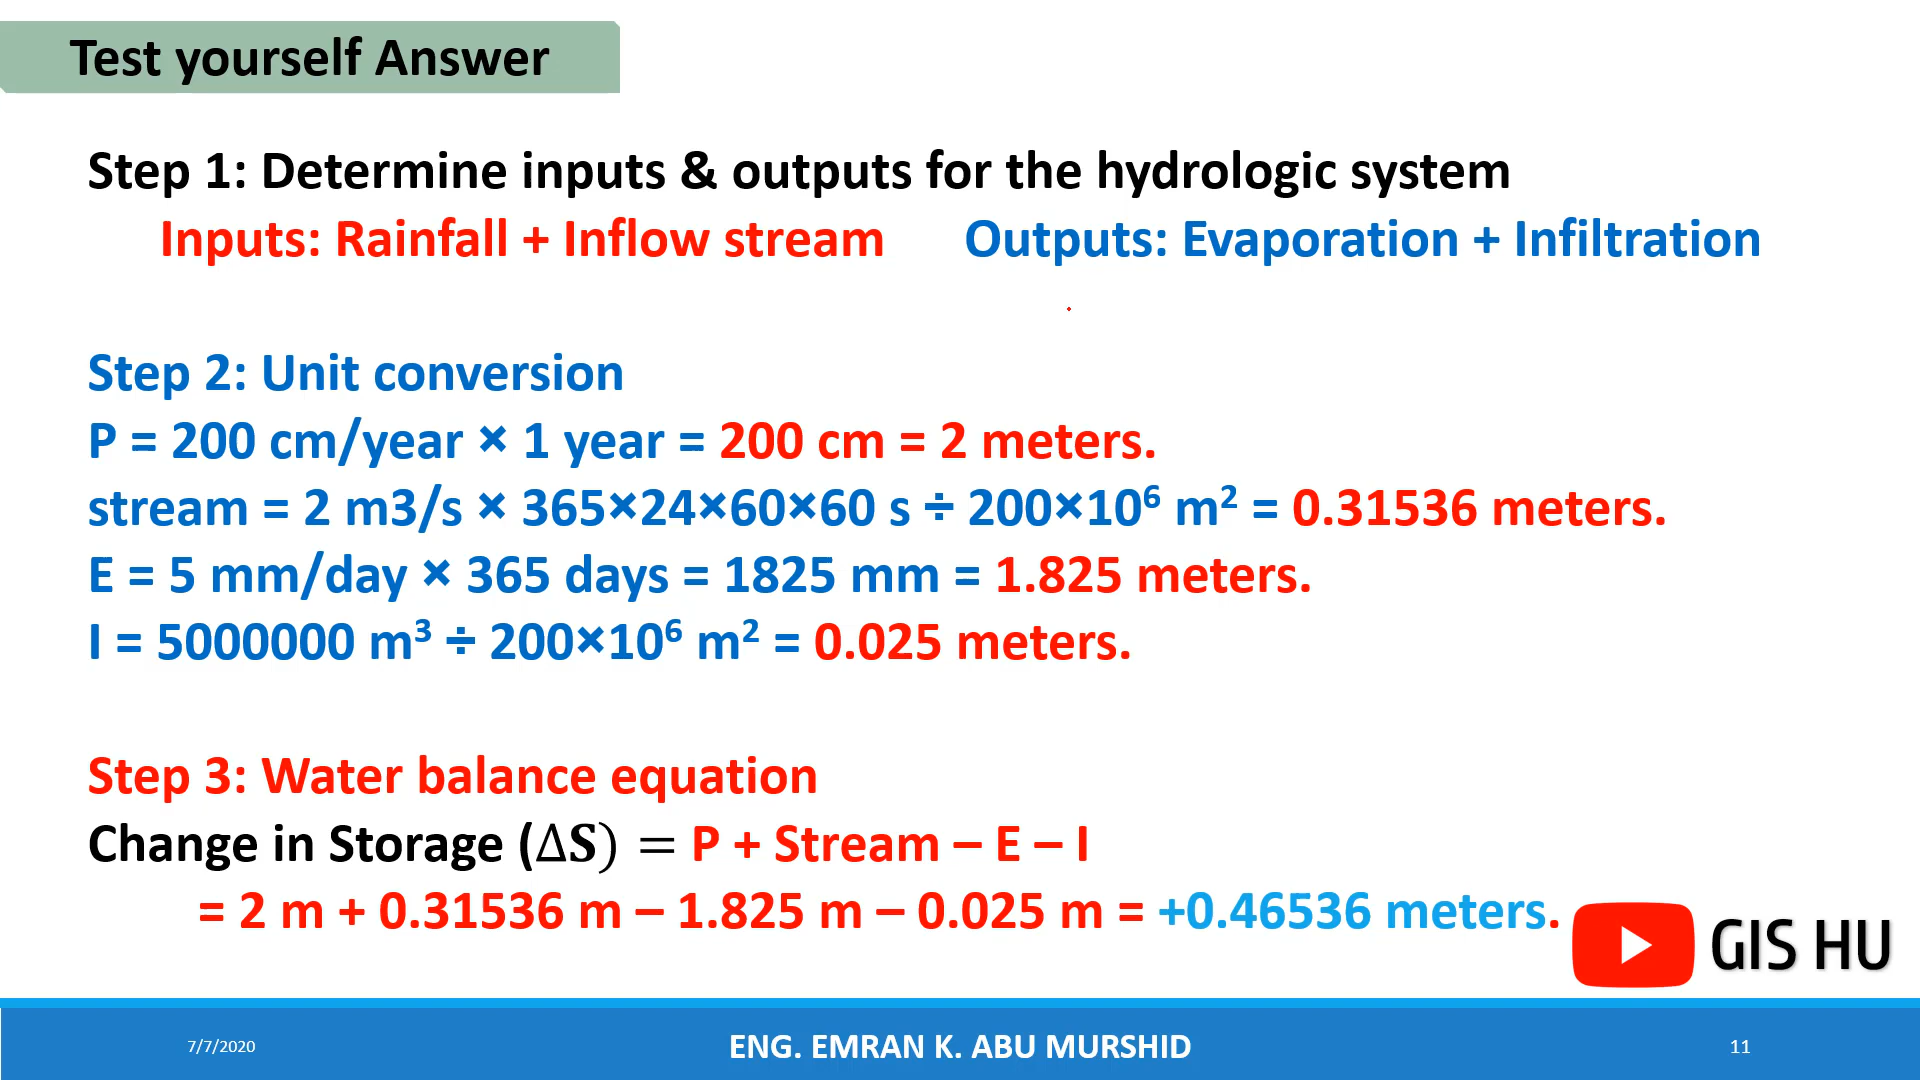 Test yourself Answer
Step 1: Determine inputs & outputs for the hydrologic system
Inputs: Rainfall + Inflow stream Outputs: Evaporation + Infiltration
Step 2: Unit conversion
P = 200 cm/year × 1 year = 200 cm = 2 meters.
stream = 2 m3/s × 365×24×60×60 s ÷ 200×10⁶ m² = 0.31536 meters.
E = 5 mm/day × 365 days = 1825 mm = 1.825 meters.
I = 5000000 m³ ÷ 200×10⁶ m² = 0.025 meters.
Step 3: Water balance equation
Change in Storage (ΔS) = P + Stream – E – I
= 2 m + 0.31536 m – 1.825 m – 0.025 m = +0.46536 meters.
GIS HU
7/7/2020 ENG. EMRAN K. ABU MURSHID 11